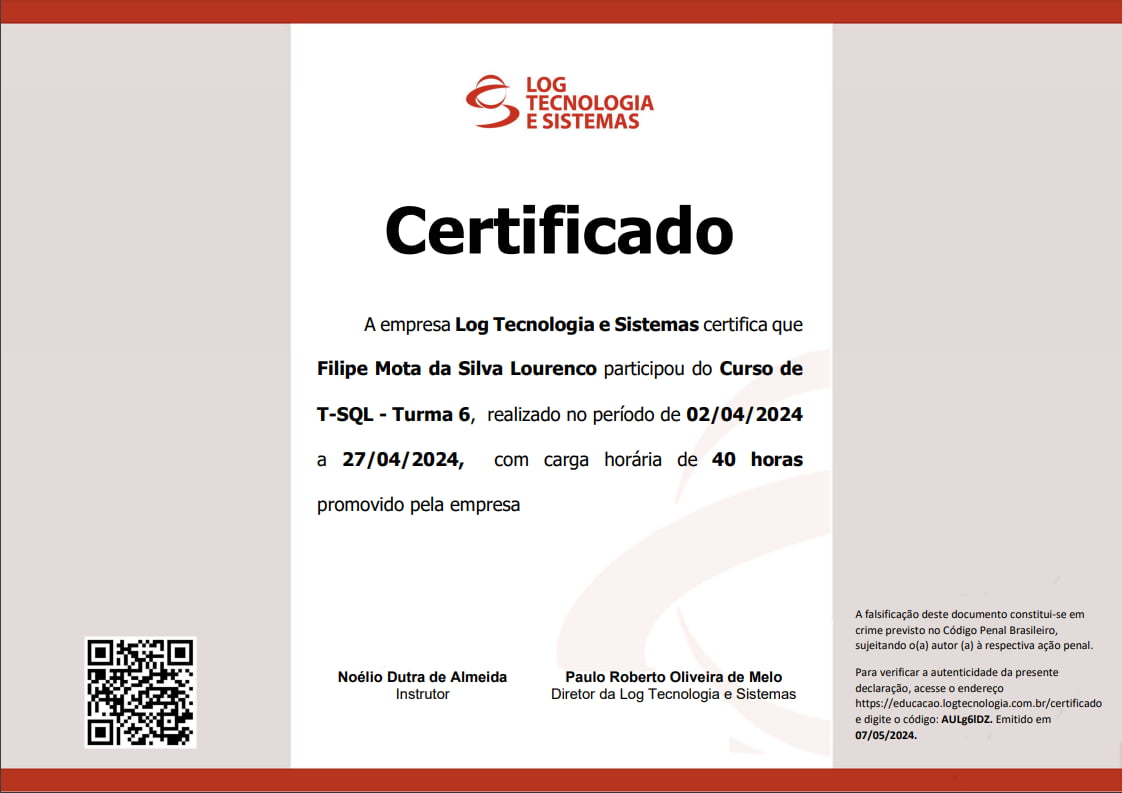 LOG
TECNOLOGIA
E SISTEMAS
Certificado
A empresa Log Tecnologia e Sistemas certifica que
Filipe Mota da Silva Lourenco participou do Curso de
T-SQL - Turma 6, realizado no período de 02/04/2024
a 27/04/2024, com carga horária de 40 horas
promovido pela empresa
Noélio Dutra de Almeida
Instrutor
Paulo Roberto Oliveira de Melo
Diretor da Log Tecnologia e Sistemas
A falsificação deste documento constitui-se em
crime previsto no Código Penal Brasileiro,
sujeitando o(a) autor (a) à respectiva ação penal.
Para verificar a autenticidade da presente
declaração, acesse o endereço
https://educacao.logtecnologia.com.br/certificado
e digite o código: AULg6lDZ. Emitido em
07/05/2024.